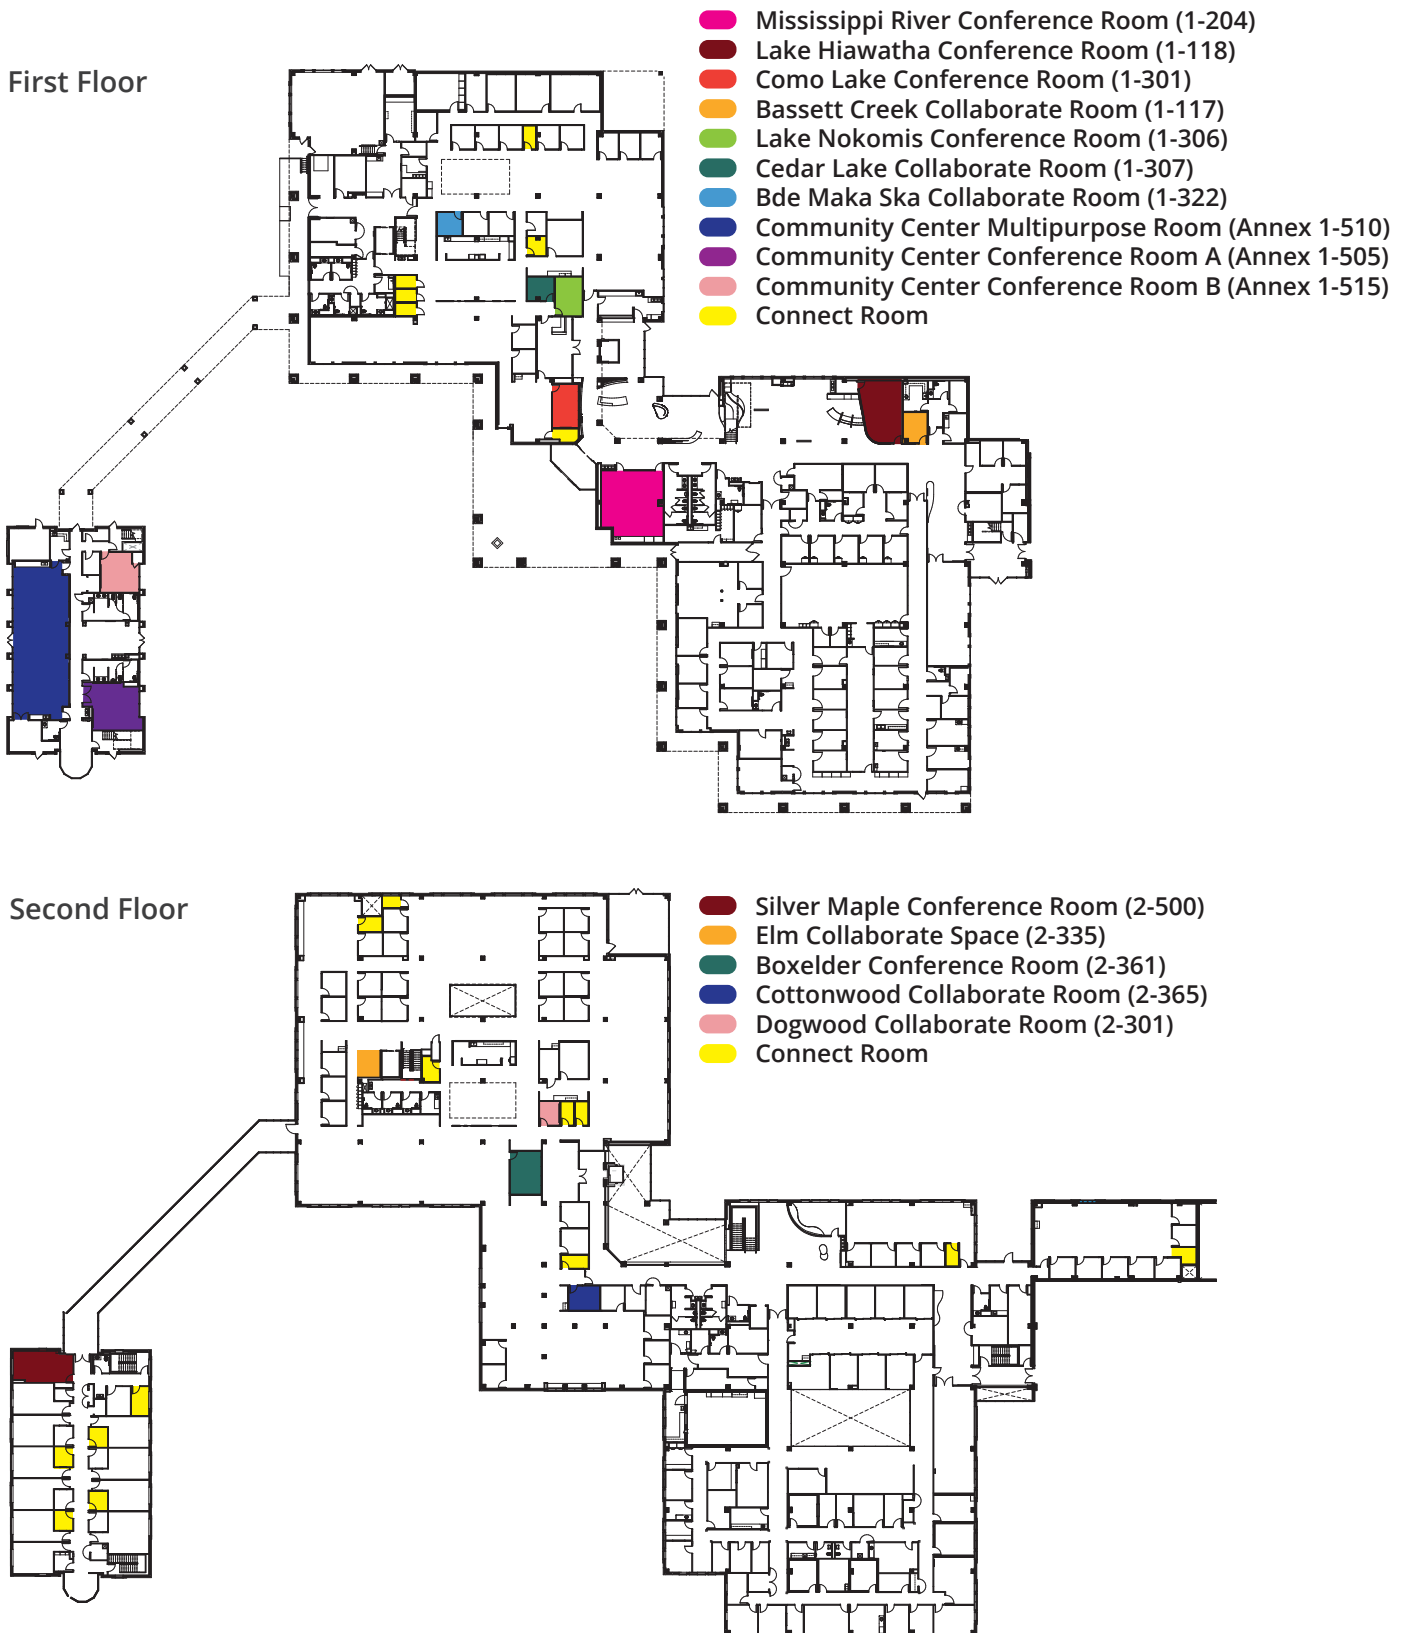 First Floor
Mississippi River Conference Room (1-204)
Lake Hiawatha Conference Room (1-118)
Como Lake Conference Room (1-301)
Bassett Creek Collaborate Room (1-117)
Lake Nokomis Conference Room (1-306)
Cedar Lake Collaborate Room (1-307)
Bde Maka Ska Collaborate Room (1-322)
Community Center Multipurpose Room (Annex 1-510)
Community Center Conference Room A (Annex 1-505)
Community Center Conference Room B (Annex 1-515)
Connect Room
Second Floor
Silver Maple Conference Room (2-500)
Elm Collaborate Space (2-335)
Boxelder Conference Room (2-361)
Cottonwood Collaborate Room (2-365)
Dogwood Collaborate Room (2-301)
Connect Room